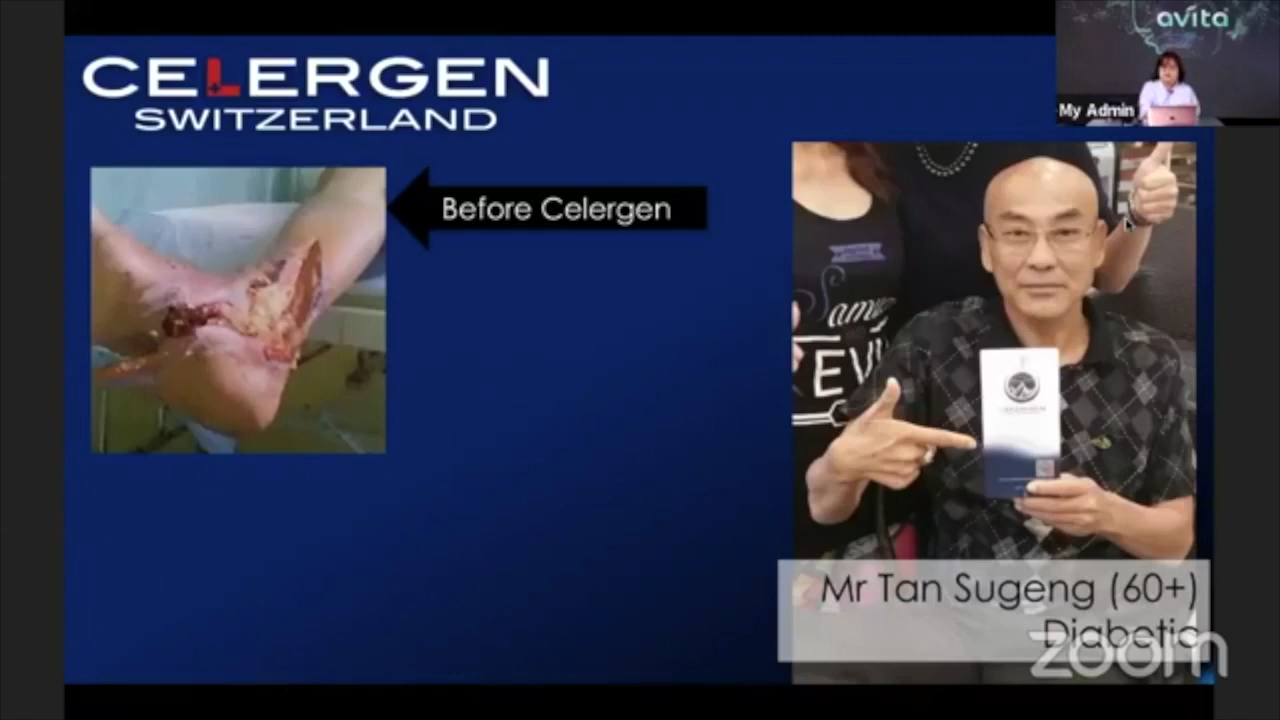 CELERGEN
SWITZERLAND
Before Celergen
avita
My Admin
Mr Tan Sugeng (60+)
Diabetic
zoom